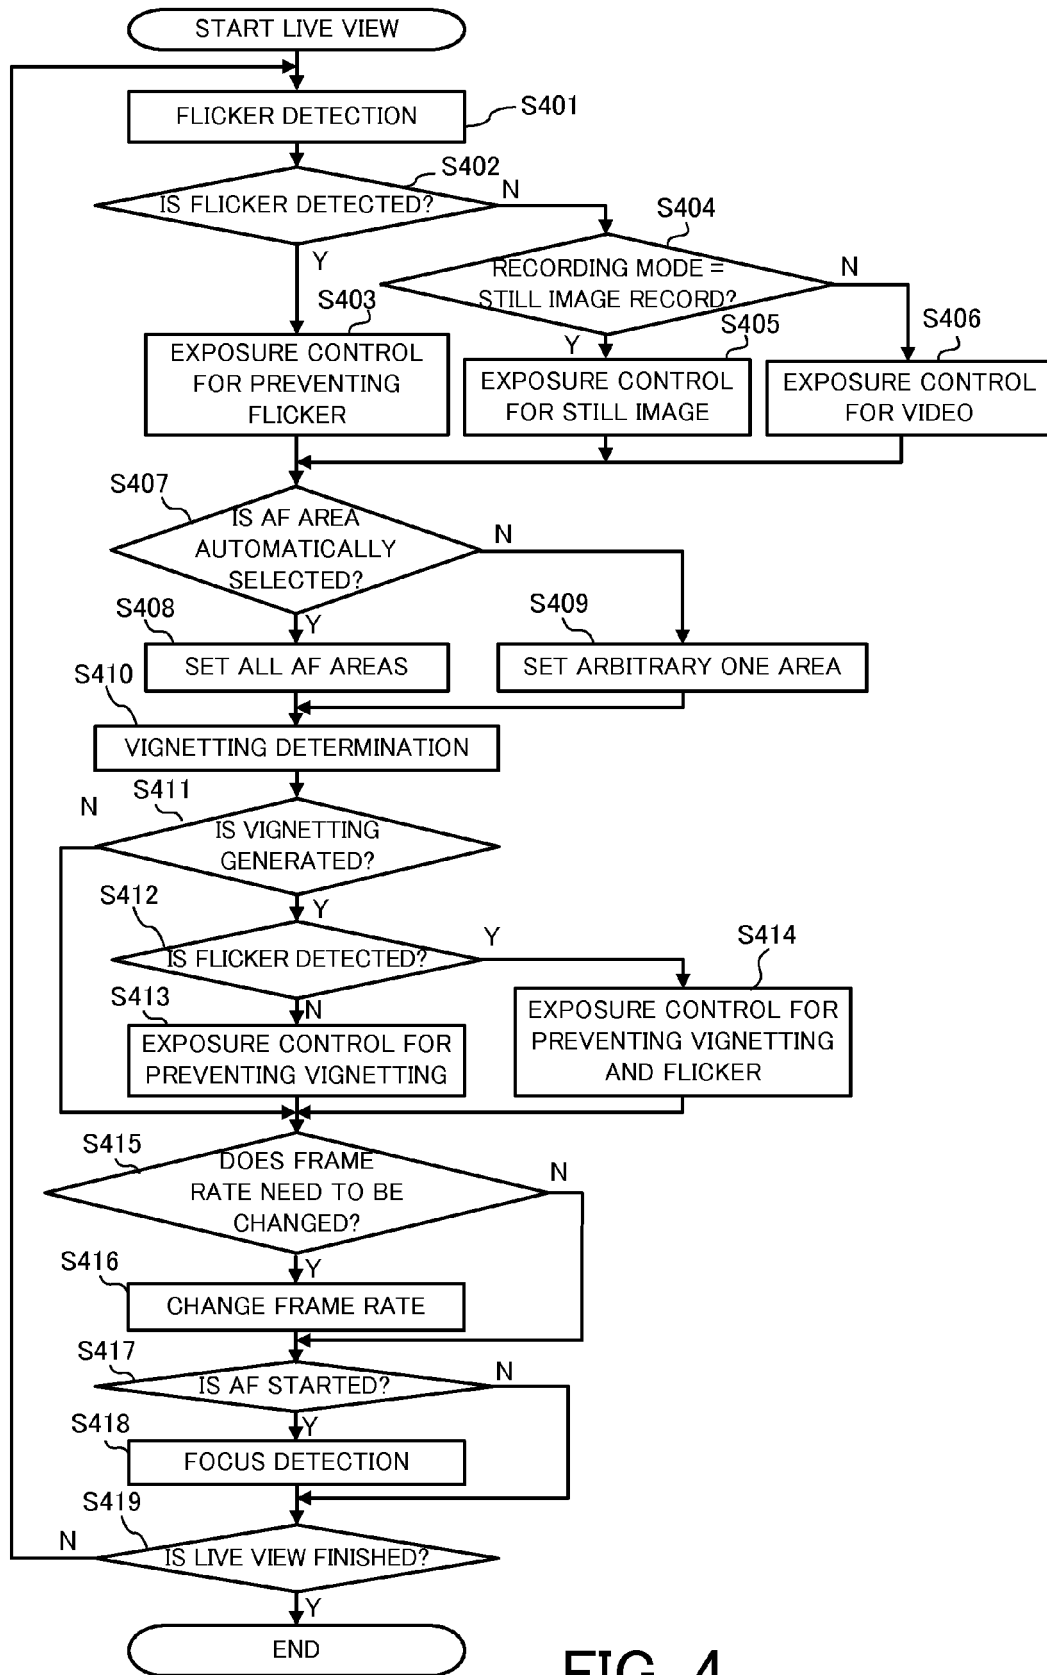 START LIVE VIEW
FLICKER DETECTION
S401
S402
IS FLICKER DETECTED?
N
Y
S404
RECORDING MODE =
STILL IMAGE RECORD?
N
Y
S403
EXPOSURE CONTROL
FOR PREVENTING
FLICKER
S405
EXPOSURE CONTROL
FOR STILL IMAGE
S406
EXPOSURE CONTROL
FOR VIDEO
S407
IS AF AREA
AUTOMATICALLY
SELECTED?
N
Y
S408
SET ALL AF AREAS
S409
SET ARBITRARY ONE AREA
S410
VIGNETTING DETERMINATION
S411
N
IS VIGNETTING
GENERATED?
Y
S412
IS FLICKER DETECTED?
Y
N
S413
EXPOSURE CONTROL FOR
PREVENTING VIGNETTING
S414
EXPOSURE CONTROL FOR
PREVENTING VIGNETTING
AND FLICKER
S415
DOES FRAME
RATE NEED TO BE
CHANGED?
N
Y
S416
CHANGE FRAME RATE
S417
IS AF STARTED?
N
Y
S418
FOCUS DETECTION
S419
N
IS LIVE VIEW FINISHED?
Y
END
FIG. 4